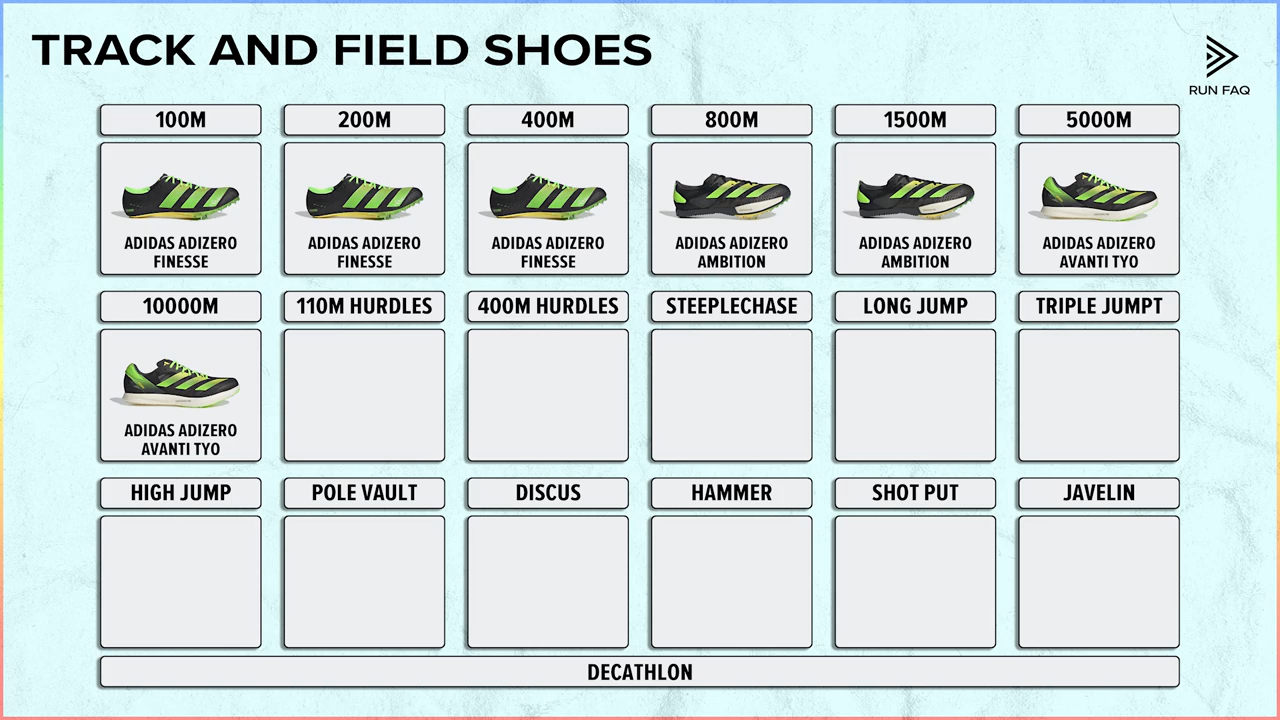 TRACK AND FIELD SHOES
RUN FAQ
100M
200M
400M
800M
1500M
5000M
ADIDAS ADIZERO
FINESSE
ADIDAS ADIZERO
FINESSE
ADIDAS ADIZERO
FINESSE
ADIDAS ADIZERO
AMBITION
ADIDAS ADIZERO
AMBITION
ADIDAS ADIZERO
AVANTI TYO
10000M
110M HURDLES
400M HURDLES
STEEPLECHASE
LONG JUMP
TRIPLE JUMPT
ADIDAS ADIZERO
AVANTI TYO
HIGH JUMP
POLE VAULT
DISCUS
HAMMER
SHOT PUT
JAVELIN
DECATHLON